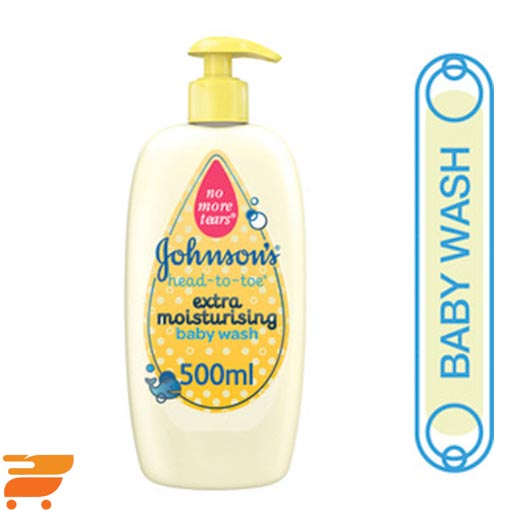 no
more
tears®
Johnson's®
head-to-toe®
extra
moisturising
baby wash
500ml
BABY WASH